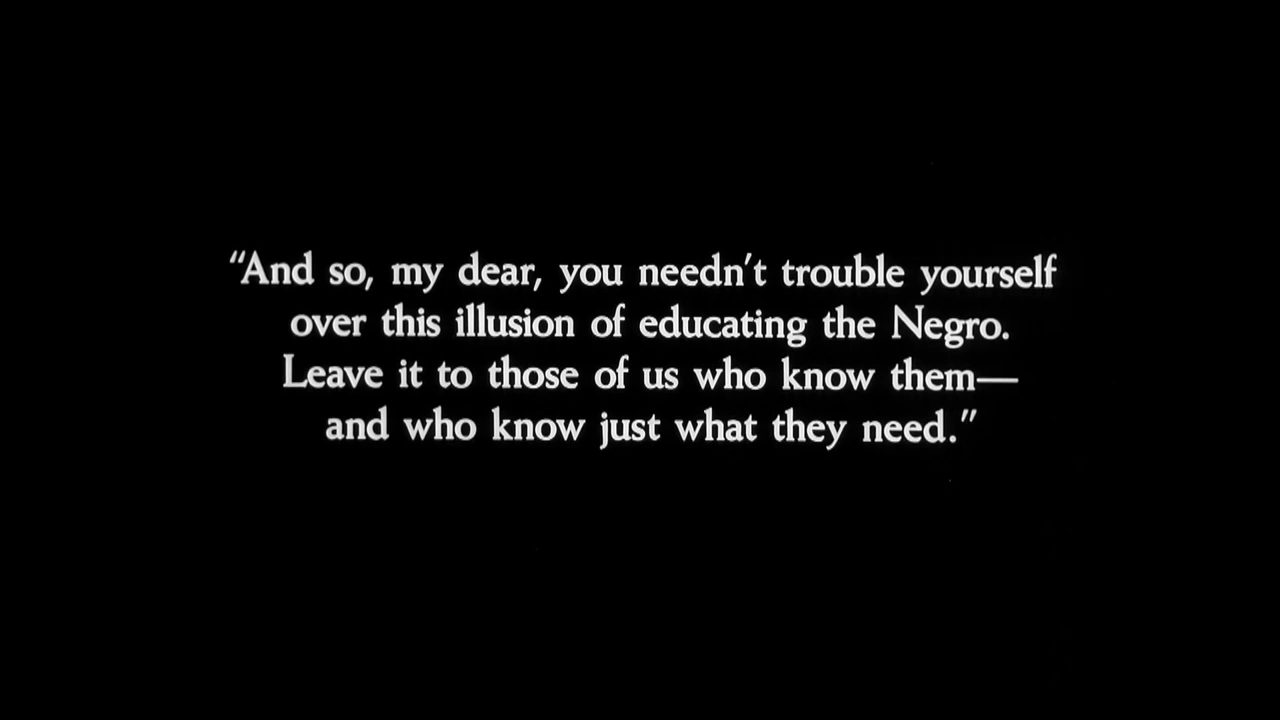 “And so, my dear, you needn’t trouble yourself
over this illusion of educating the Negro.
Leave it to those of us who know them—
and who know just what they need.”